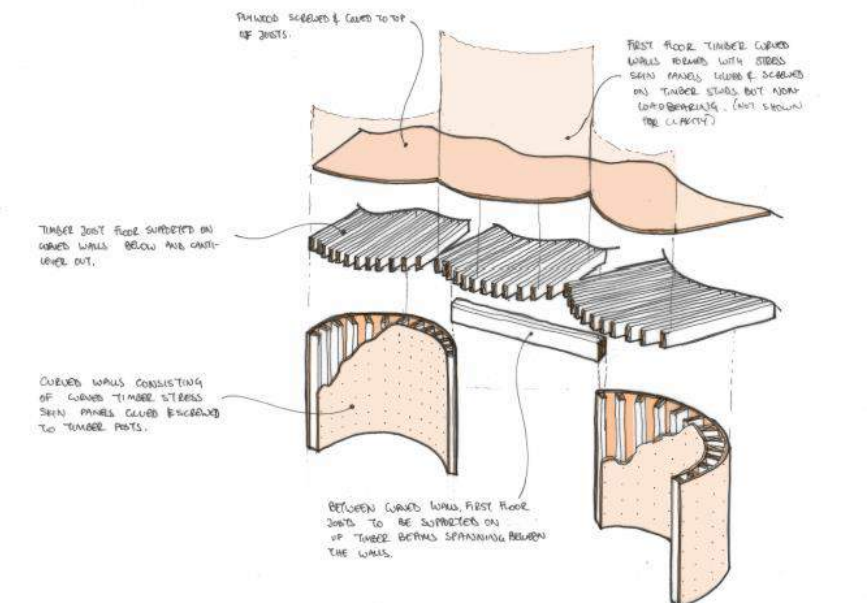 PLYWOOD SCREWED & GLUED TO TOP
OF JOISTS.
FIRST FLOOR TIMBER CURVED
WALLS FORMED WITH STRESS
SKIN PANELS GLUED & SCREWED
ON TIMBER STUDS BUT NON-
LOADBEARING. (NOT SHOWN
FOR CLARITY)
TIMBER JOIST FLOOR SUPPORTED ON
CURVED WALLS BELOW AND CANTI-
LEVER OUT.
CURVED WALLS CONSISTING
OF CURVED TIMBER STRESS
SKIN PANELS GLUED & SCREWED
TO TIMBER POSTS.
BETWEEN CURVED WALLS, FIRST FLOOR
JOISTS TO BE SUPPORTED ON
TIMBER BEAMS SPANNING BETWEEN
THE WALLS.